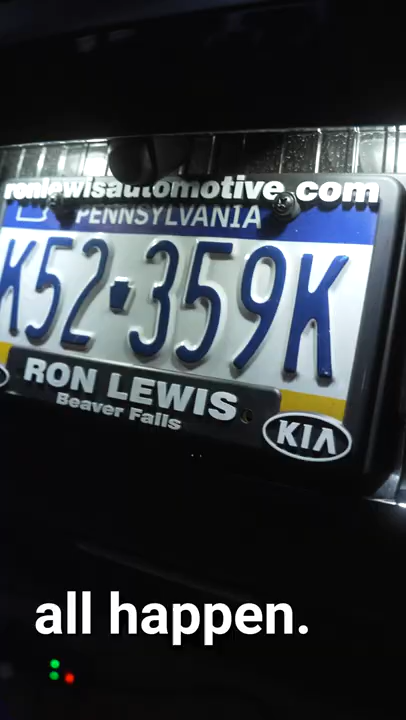 ronlewisautomotive.com
PENNSYLVANIA
K52·359K
RON LEWIS
Beaver Falls
KIA
all happen.